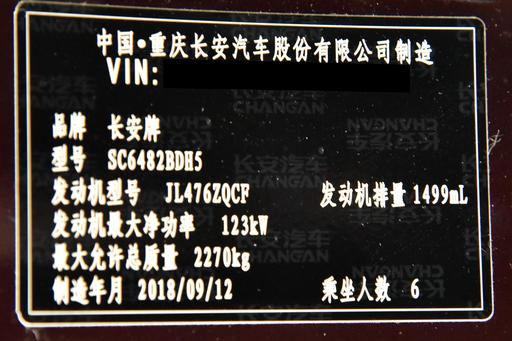 中国•重庆长安汽车股份有限公司制造
VIN:
品牌 长安牌
型号 SC6482BDH5
发动机型号 JL476ZQCF 发动机排量 1499mL
发动机最大净功率 123kW
最大允许总质量 2270kg
制造年月 2018/09/12 乘坐人数 6